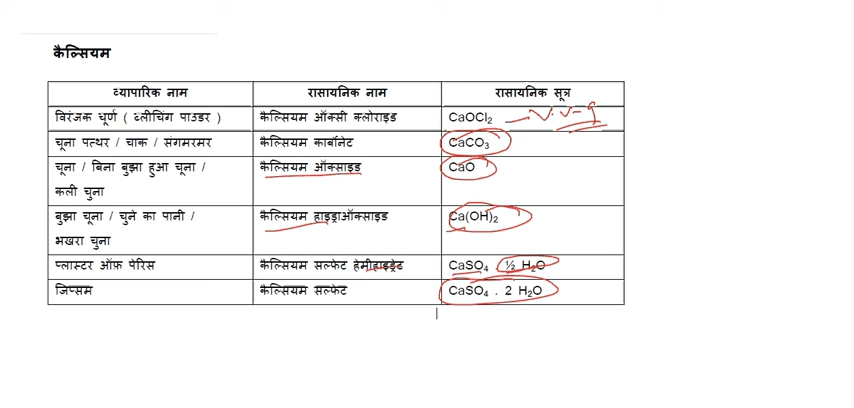 कैल्सियम
व्यापारिक नाम रासायनिक नाम रासायनिक सूत्र
विरंजक चूर्ण ( ब्लीचिंग पाउडर ) कैल्सियम ऑक्सी क्लोराइड CaOCl₂
चूना पत्थर / चाक / संगमरमर कैल्सियम कार्बोनेट CaCO₃
चूना / बिना बुझा हुआ चूना / कैल्सियम ऑक्साइड CaO
कली चुना
बुझा चूना / चुने का पानी / कैल्सियम हाइड्राऑक्साइड Ca(OH)₂
भखरा चुना
प्लास्टर ऑफ़ पेरिस कैल्सियम सल्फेट हेमीहाइड्रेट CaSO₄ . ½ H₂O
जिप्सम कैल्सियम सल्फेट CaSO₄ . 2 H₂O